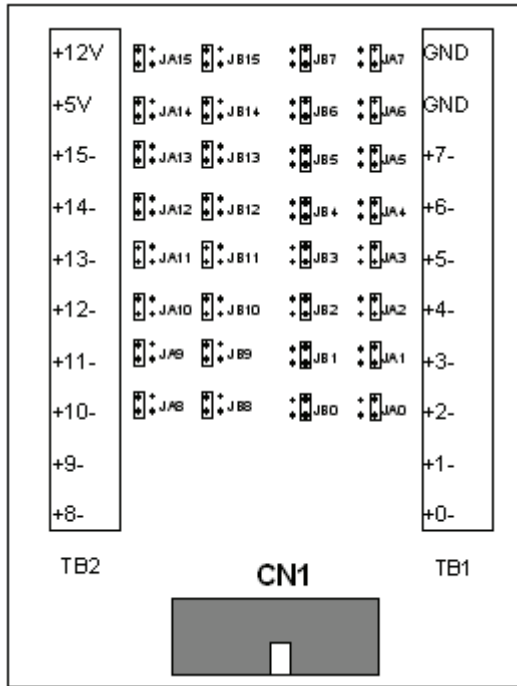 +12V JA15 JB15 JB7 JA7 GND
+5V JA14 JB14 JB6 JA6 GND
+15- JA13 JB13 JB5 JA5 +7-
+14- JA12 JB12 JB4 JA4 +6-
+13- JA11 JB11 JB3 JA3 +5-
+12- JA10 JB10 JB2 JA2 +4-
+11- JA9 JB9 JB1 JA1 +3-
+10- JA8 JB8 JB0 JA0 +2-
+9- +1-
+8- +0-
TB2 CN1 TB1